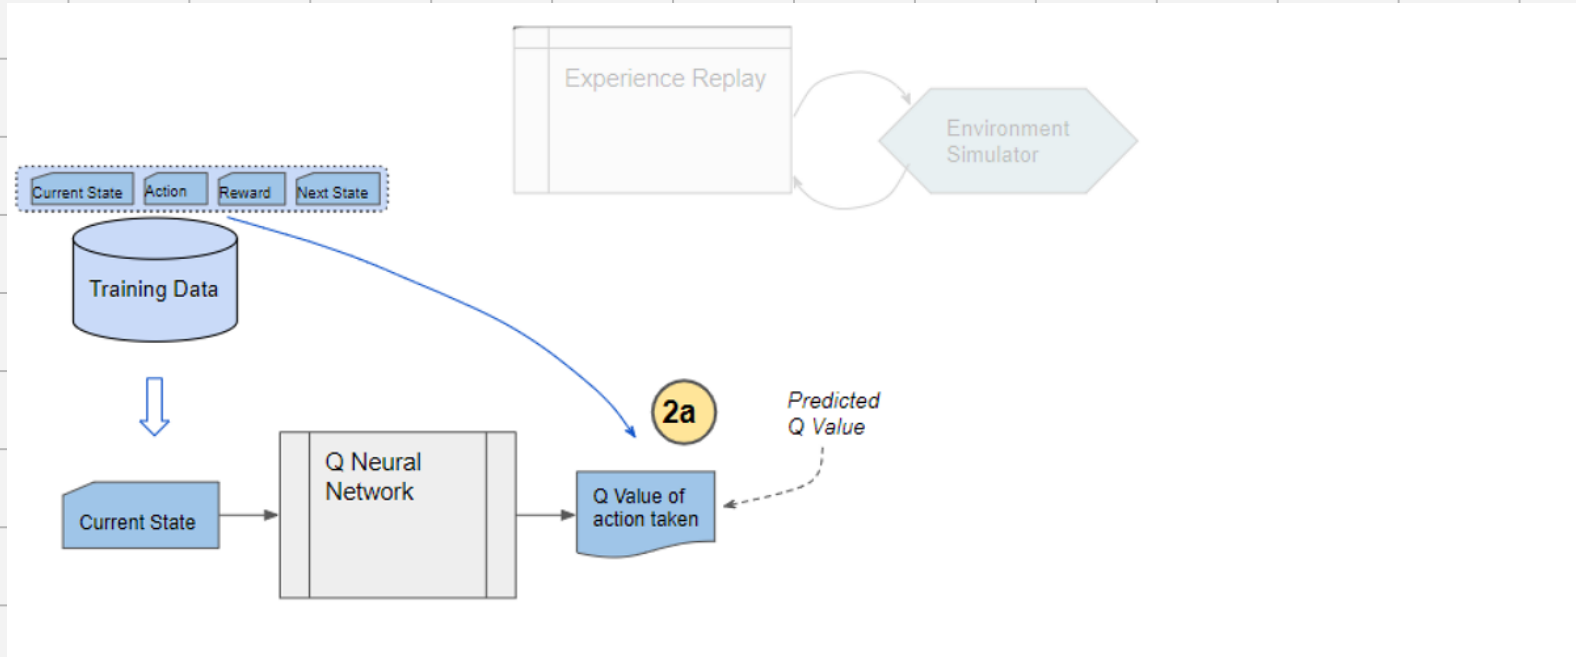 Experience Replay
Environment
Simulator
Current State
Action
Reward
Next State
Training Data
2a
Predicted
Q Value
Q Neural
Network
Q Value of
action taken
Current State